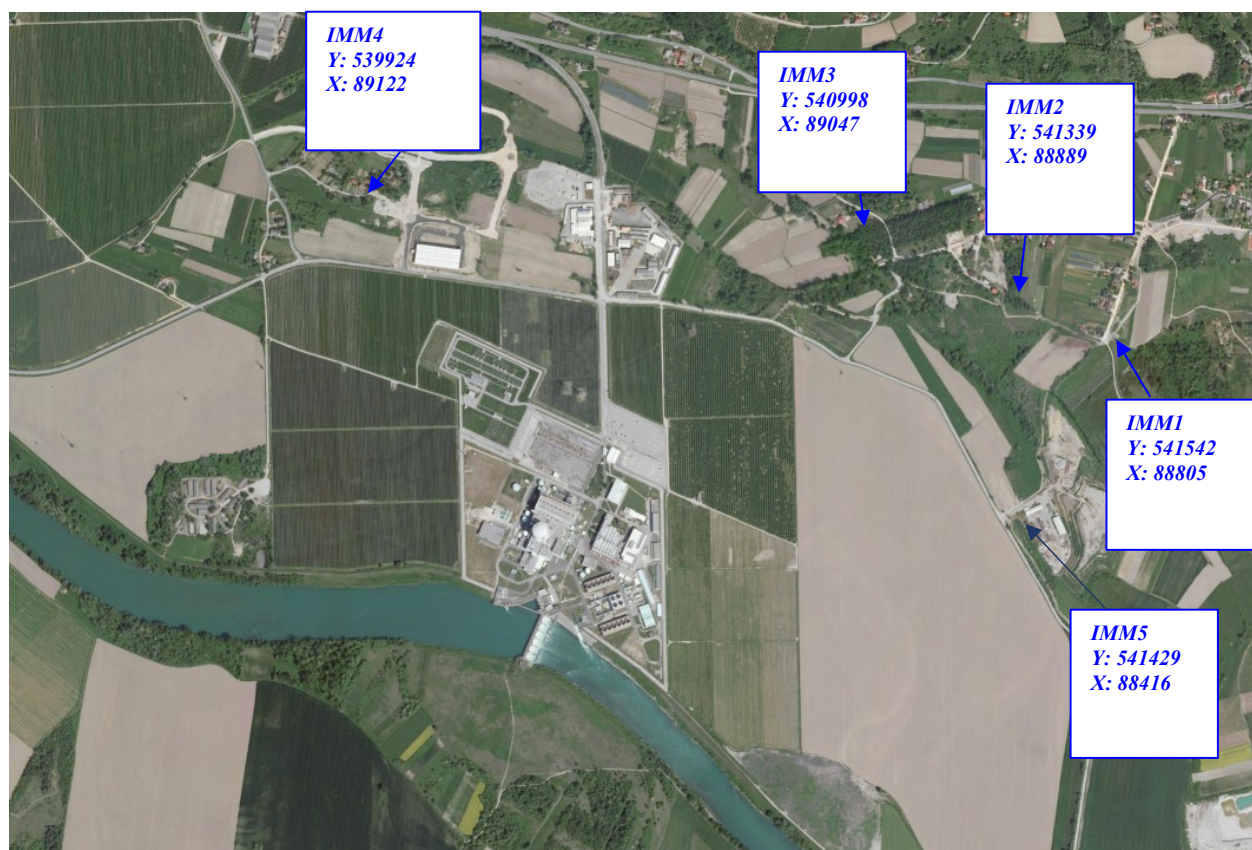 IMM4
Y: 539924
X: 89122
IMM3
Y: 540998
X: 89047
IMM2
Y: 541339
X: 88889
IMM1
Y: 541542
X: 88805
IMM5
Y: 541429
X: 88416